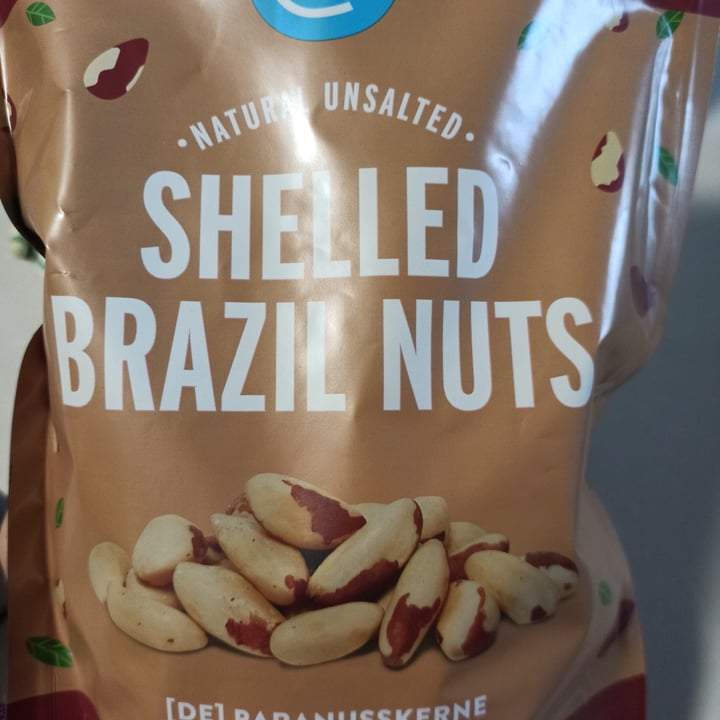 • NATURAL UNSALTED •
SHELLED
BRAZIL NUTS
[DE] PARANUSSKERNE